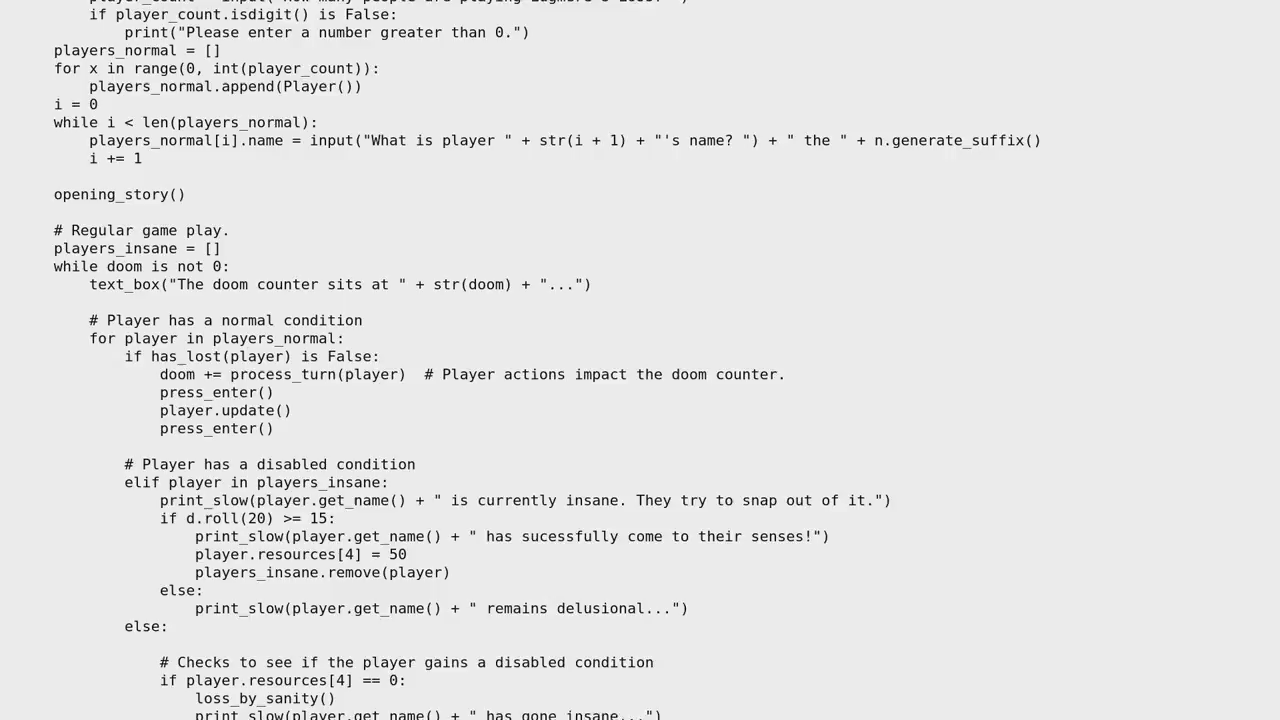 if player_count.isdigit() is False:
print("Please enter a number greater than 0.")
players_normal = []
for x in range(0, int(player_count)):
players_normal.append(Player())
i = 0
while i < len(players_normal):
players_normal[i].name = input("What is player " + str(i + 1) + "'s name? ") + " the " + n.generate_suffix()
i += 1
opening_story()
# Regular game play.
players_insane = []
while doom is not 0:
text_box("The doom counter sits at " + str(doom) + "...")
# Player has a normal condition
for player in players_normal:
if has_lost(player) is False:
doom += process_turn(player)  # Player actions impact the doom counter.
press_enter()
player.update()
press_enter()
# Player has a disabled condition
elif player in players_insane:
print_slow(player.get_name() + " is currently insane. They try to snap out of it.")
if d.roll(20) >= 15:
print_slow(player.get_name() + " has sucessfully come to their senses!")
player.resources[4] = 50
players_insane.remove(player)
else:
print_slow(player.get_name() + " remains delusional...")
else:
# Checks to see if the player gains a disabled condition
if player.resources[4] == 0:
loss_by_sanity()
print_slow(player.get_name() + " has gone insane...")